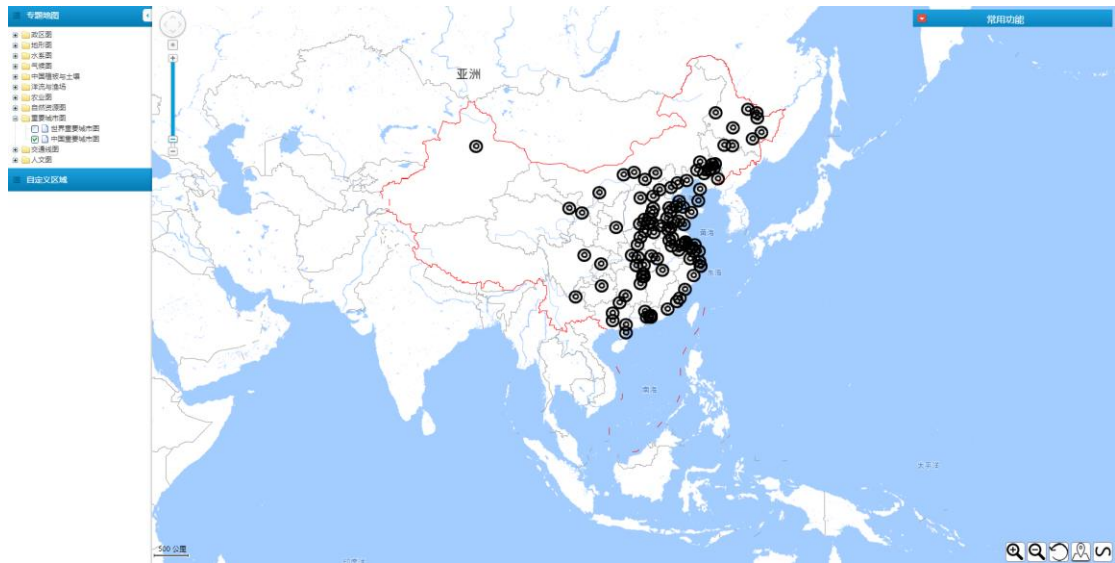 专题地图
政区图
地形图
水系图
气候图
中国植被与土壤
洋流与渔场
农业图
自然资源图
重要城市图
世界重要城市图
中国重要城市图
交通线图
人文图
自定义区域
常用功能
亚洲
黄海
东海
南海
太平洋
500 公里